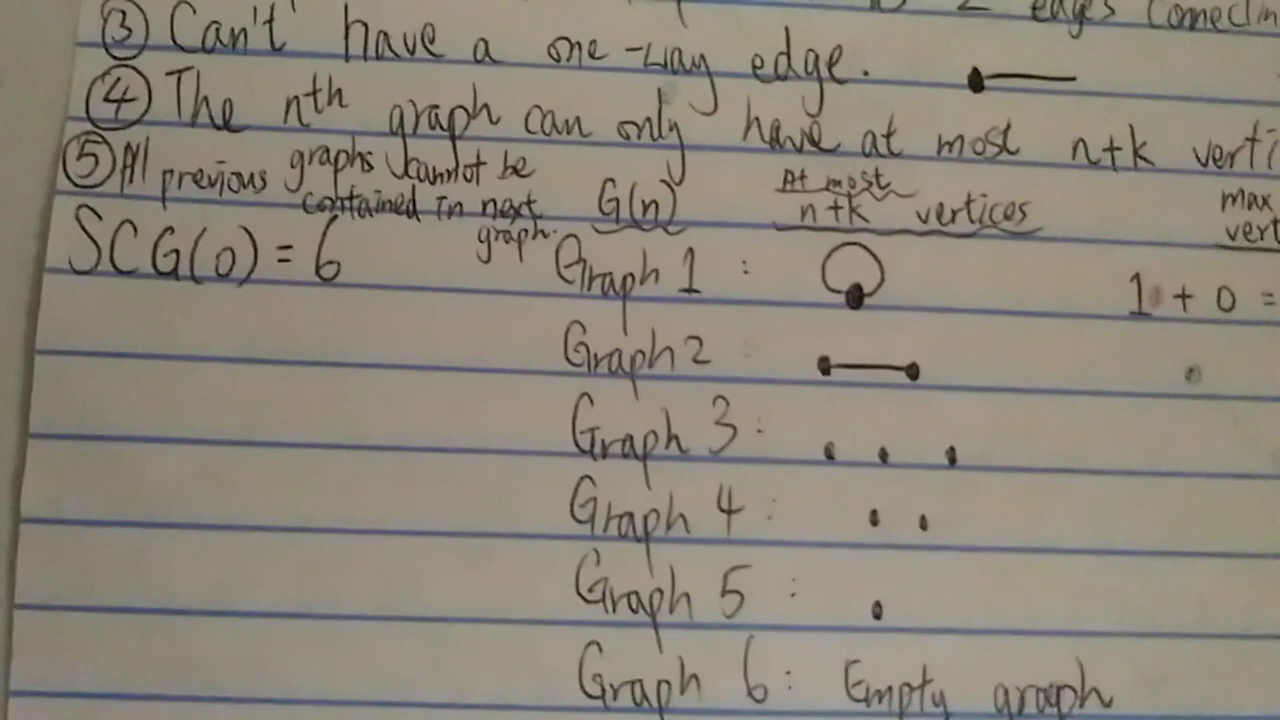 edges connectin
③ Can't have a one-way edge.
④ The nth graph can only have at most n+k verti
⑤ All previous graphs cannot be contained in next graph.
G(n) At most n+k vertices max vert
SCG(0) = 6
Graph 1 : 1 + 0 =
Graph 2 :
Graph 3 :
Graph 4 :
Graph 5 :
Graph 6 : Empty graph